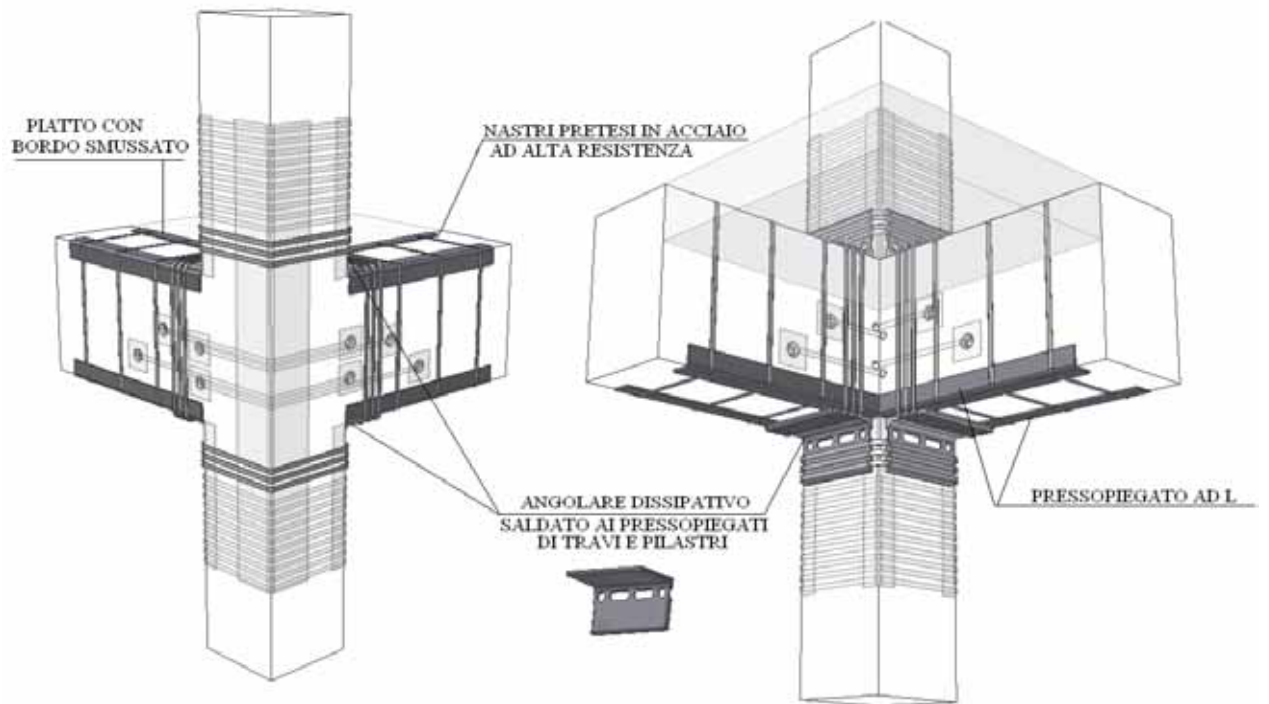 PIATTO CON
BORDO SMUSSATO
NASTRI PRETESI IN ACCIAIO
AD ALTA RESISTENZA
ANGOLARE DISSIPATIVO
SALDATO AI PRESSOPIEGATI
DI TRAVI E PILASTRI
PRESSOPIEGATO AD L